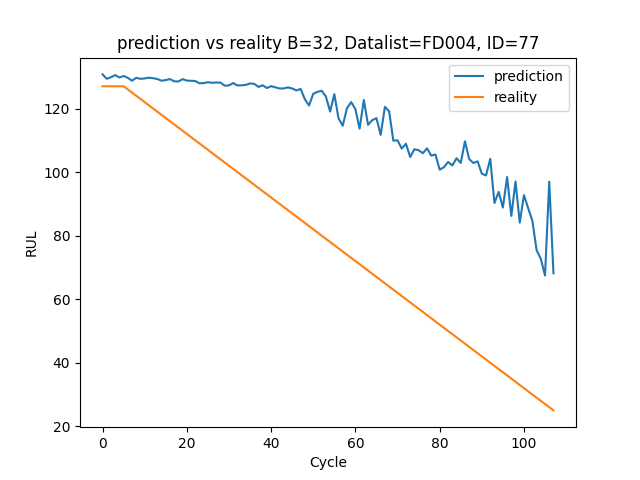 prediction vs reality B=32, Datalist=FD004, ID=77
prediction
reality
RUL
120
100
80
60
40
20
0 20 40 60 80 100
Cycle